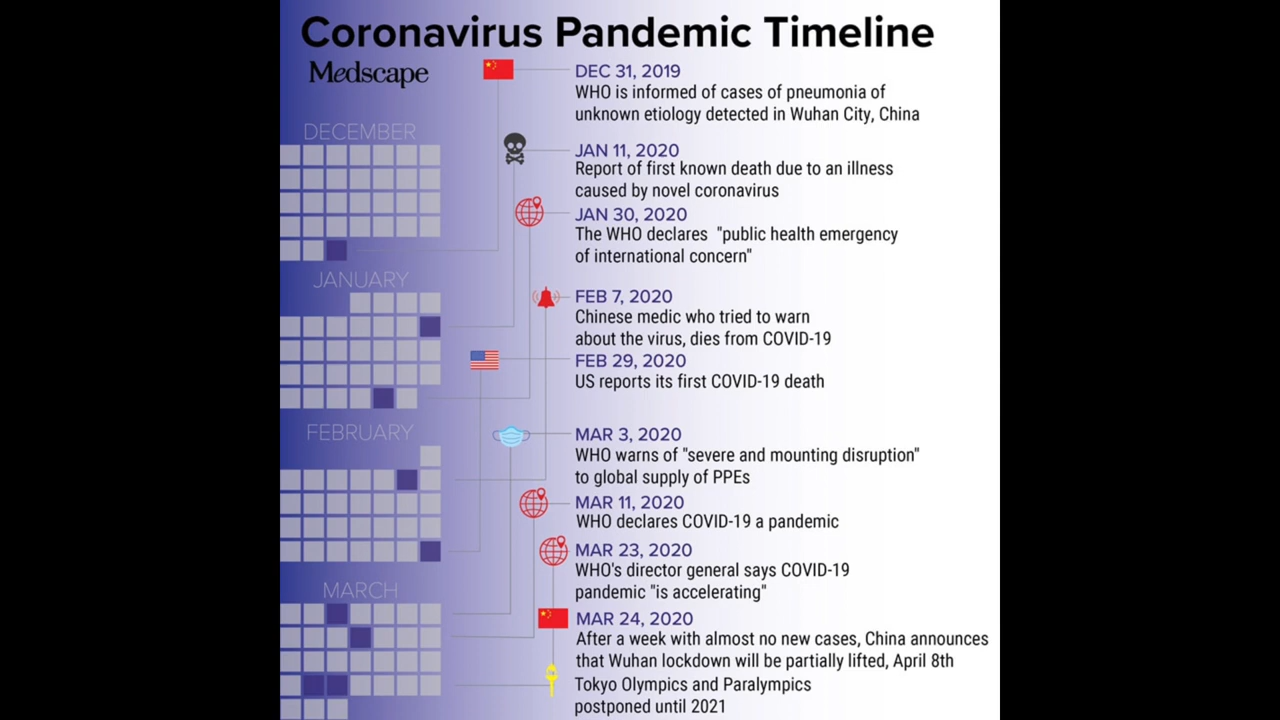 Coronavirus Pandemic Timeline
Medscape
DEC 31, 2019
WHO is informed of cases of pneumonia of
unknown etiology detected in Wuhan City, China
DECEMBER
JAN 11, 2020
Report of first known death due to an illness
caused by novel coronavirus
JAN 30, 2020
The WHO declares "public health emergency
of international concern"
JANUARY
FEB 7, 2020
Chinese medic who tried to warn
about the virus, dies from COVID-19
FEB 29, 2020
US reports its first COVID-19 death
FEBRUARY
MAR 3, 2020
WHO warns of "severe and mounting disruption"
to global supply of PPEs
MAR 11, 2020
WHO declares COVID-19 a pandemic
MAR 23, 2020
WHO's director general says COVID-19
pandemic "is accelerating"
MARCH
MAR 24, 2020
After a week with almost no new cases, China announces
that Wuhan lockdown will be partially lifted, April 8th
Tokyo Olympics and Paralympics
postponed until 2021